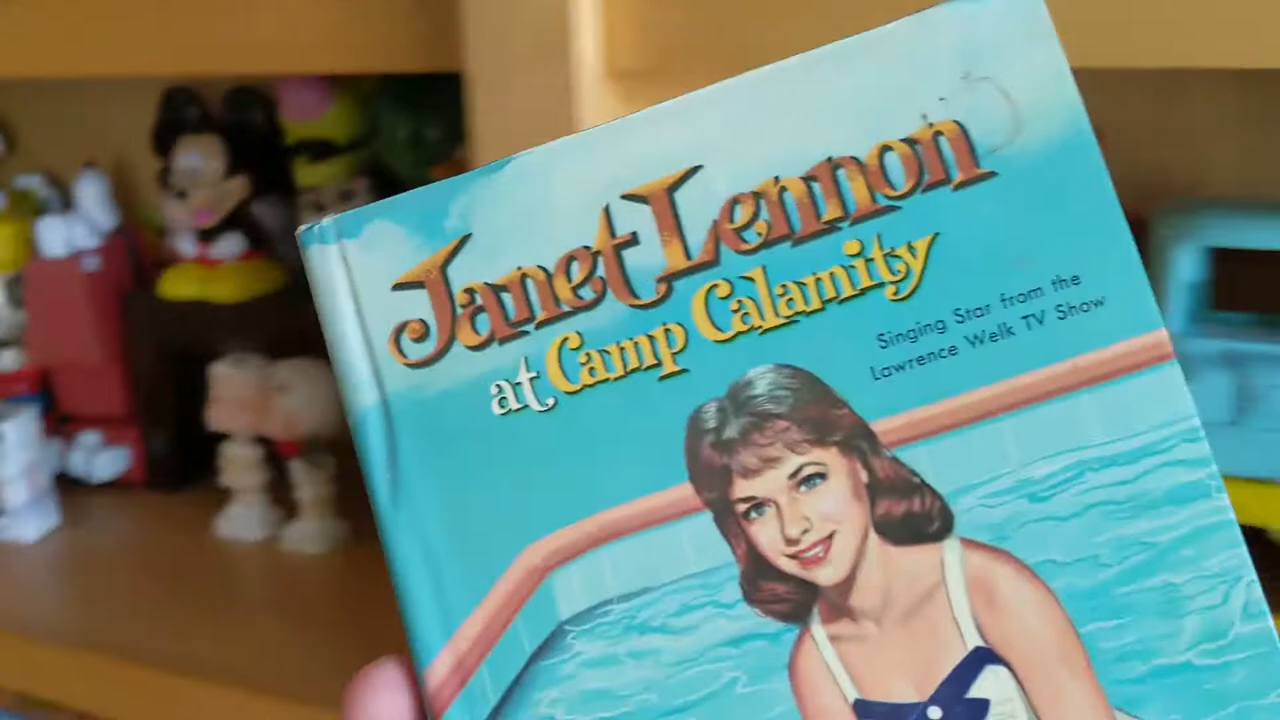 Janet Lennon
at Camp Calamity
Singing Star from the
Lawrence Welk TV Show